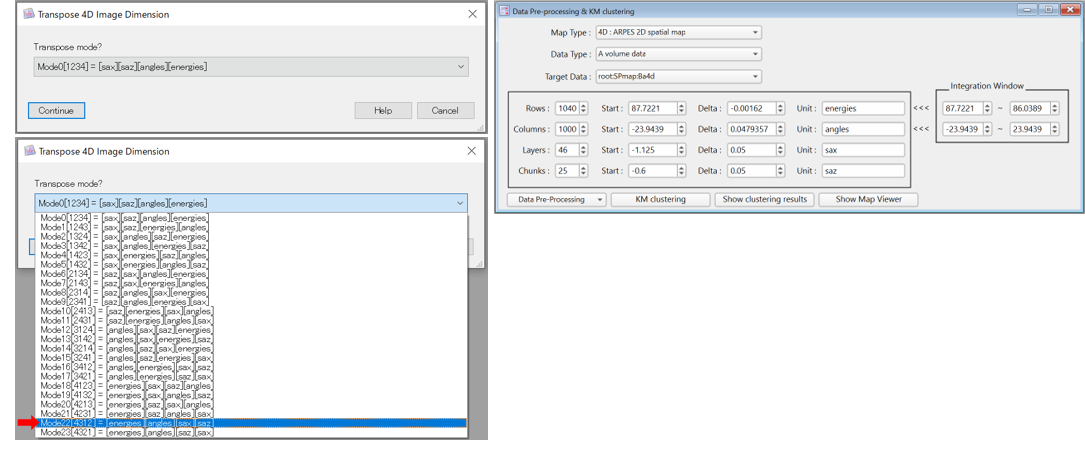 Transpose 4D Image Dimension
Transpose mode?
Mode0[1234] = [sax][saz][angles][energies]
Continue
Help
Cancel
Transpose 4D Image Dimension
Transpose mode?
Mode0[1234] = [sax][saz][angles][energies]
Mode0[1234] = [sax][saz][angles][energies]
Mode1[1243] = [sax][saz][energies][angles]
Mode2[1324] = [sax][angles][saz][energies]
Mode3[1342] = [sax][angles][energies][saz]
Mode4[1423] = [sax][energies][saz][angles]
Mode5[1432] = [sax][energies][angles][saz]
Mode6[2134] = [saz][sax][angles][energies]
Mode7[2143] = [saz][sax][energies][angles]
Mode8[2314] = [saz][angles][sax][energies]
Mode9[2341] = [saz][angles][energies][sax]
Mode10[2413] = [saz][energies][sax][angles]
Mode11[2431] = [saz][energies][angles][sax]
Mode12[3124] = [angles][sax][saz][energies]
Mode13[3142] = [angles][sax][energies][saz]
Mode14[3214] = [angles][saz][sax][energies]
Mode15[3241] = [angles][saz][energies][sax]
Mode16[3412] = [angles][energies][sax][saz]
Mode17[3421] = [angles][energies][saz][sax]
Mode18[4123] = [energies][sax][saz][angles]
Mode19[4132] = [energies][sax][angles][saz]
Mode20[4213] = [energies][saz][sax][angles]
Mode21[4231] = [energies][saz][angles][sax]
Mode22[4312] = [energies][angles][sax][saz]
Mode23[4321] = [energies][angles][saz][sax]
Data Pre-processing & KM clustering
Map Type : 4D : ARPES 2D spatial map
Data Type : A volume data
Target Data : root:SPmap:Ba4d
Integration Window
Rows : 1040 Start : 87.7221 Delta : -0.00162 Unit : energies <<< 87.7221 ~ 86.0389
Columns : 1000 Start : -23.9439 Delta : 0.0479357 Unit : angles <<< -23.9439 ~ 23.9439
Layers : 46 Start : -1.125 Delta : 0.05 Unit : sax
Chunks : 25 Start : -0.6 Delta : 0.05 Unit : saz
Data Pre-Processing
KM clustering
Show clustering results
Show Map Viewer